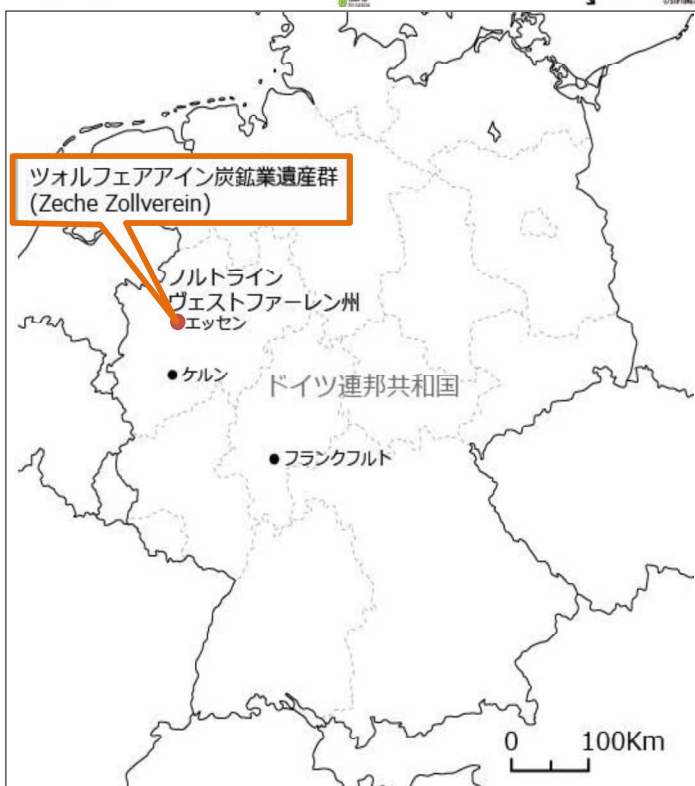 ツォルフェアアイン炭鉱業遺産群
(Zeche Zollverein)
ノルトライン
ヴェストファーレン州
エッセン
ケルン
ドイツ連邦共和国
フランクフルト
0 100Km